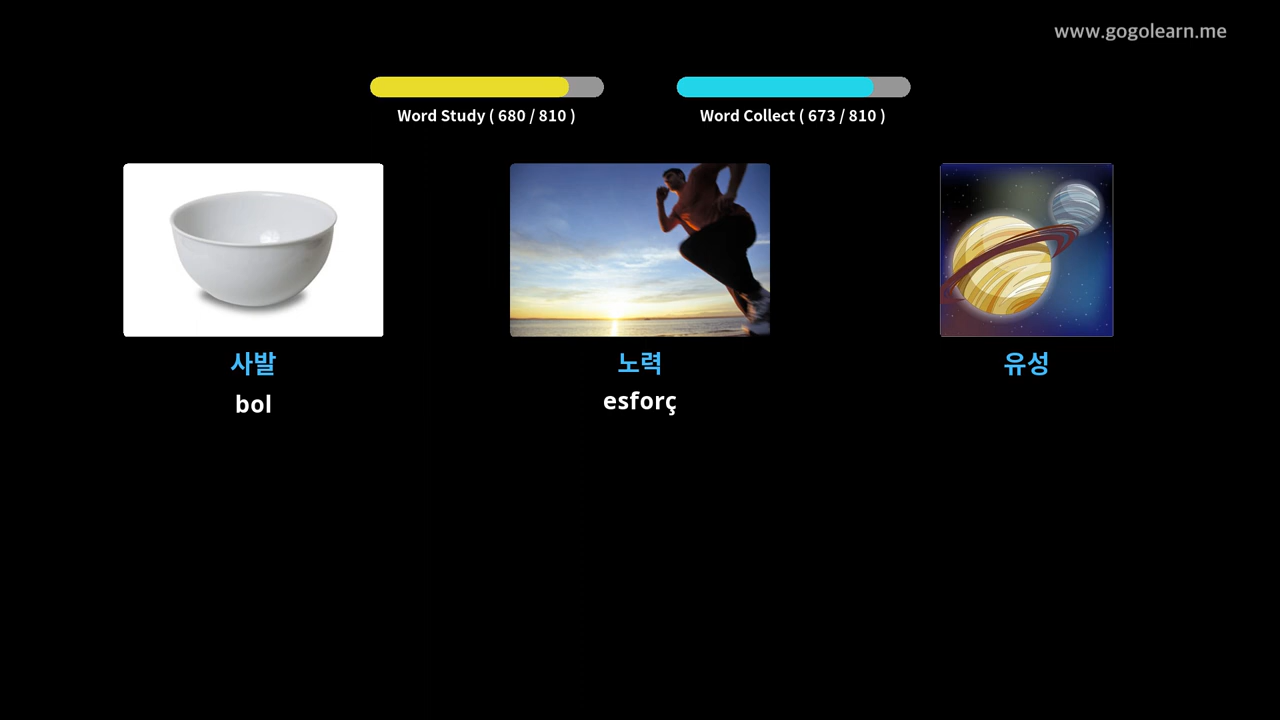 www.gogolearn.me
Word Study ( 680 / 810 )
Word Collect ( 673 / 810 )
사발
노력
유성
bol
esforç